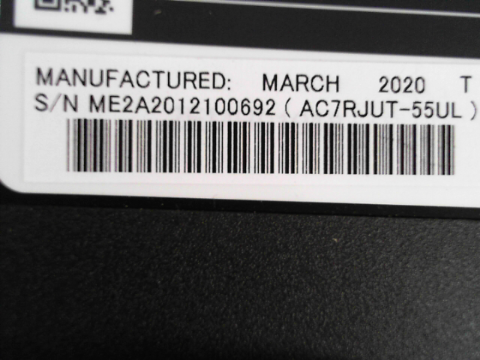 MANUFACTURED: MARCH 2020 T
S/N ME2A2012100692 ( AC7RJUT-55UL )